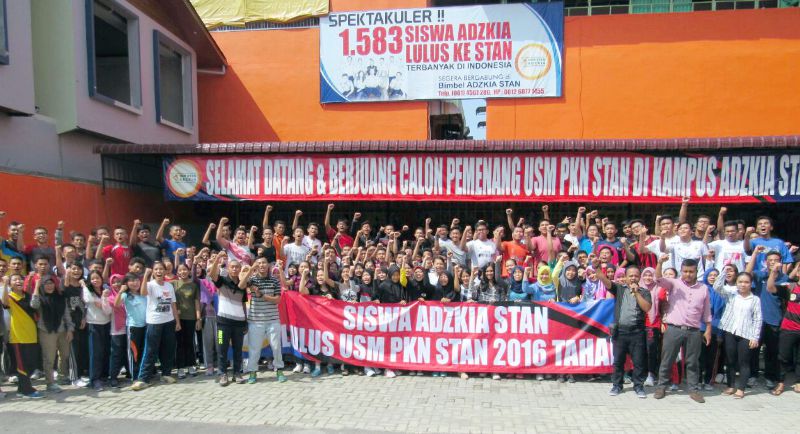 SPEKTAKULER !!
1.583 SISWA ADZKIA
LULUS KE STAN
TERBANYAK DI INDONESIA
SEGERA BERGABUNG di
Bimbel ADZKIA STAN
SELAMAT DATANG & BERJUANG CALON PEMENANG USM PKN STAN DI KAMPUS ADZKIA STA
SISWA ADZKIA STAN
LULUS USM PKN STAN 2016 TAHA